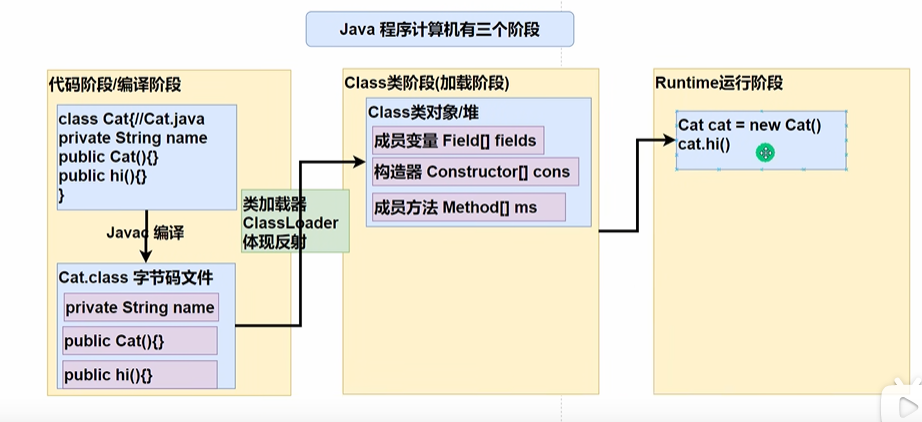 Java 程序计算机有三个阶段
代码阶段/编译阶段
class Cat{//Cat.java
private String name
public Cat(){}
public hi(){}
}
Javac 编译
Cat.class 字节码文件
private String name
public Cat(){}
public hi(){}
类加载器
ClassLoader
体现反射
Class类阶段(加载阶段)
Class类对象/堆
成员变量 Field[] fields
构造器 Constructor[] cons
成员方法 Method[] ms
Runtime运行阶段
Cat cat = new Cat()
cat.hi()